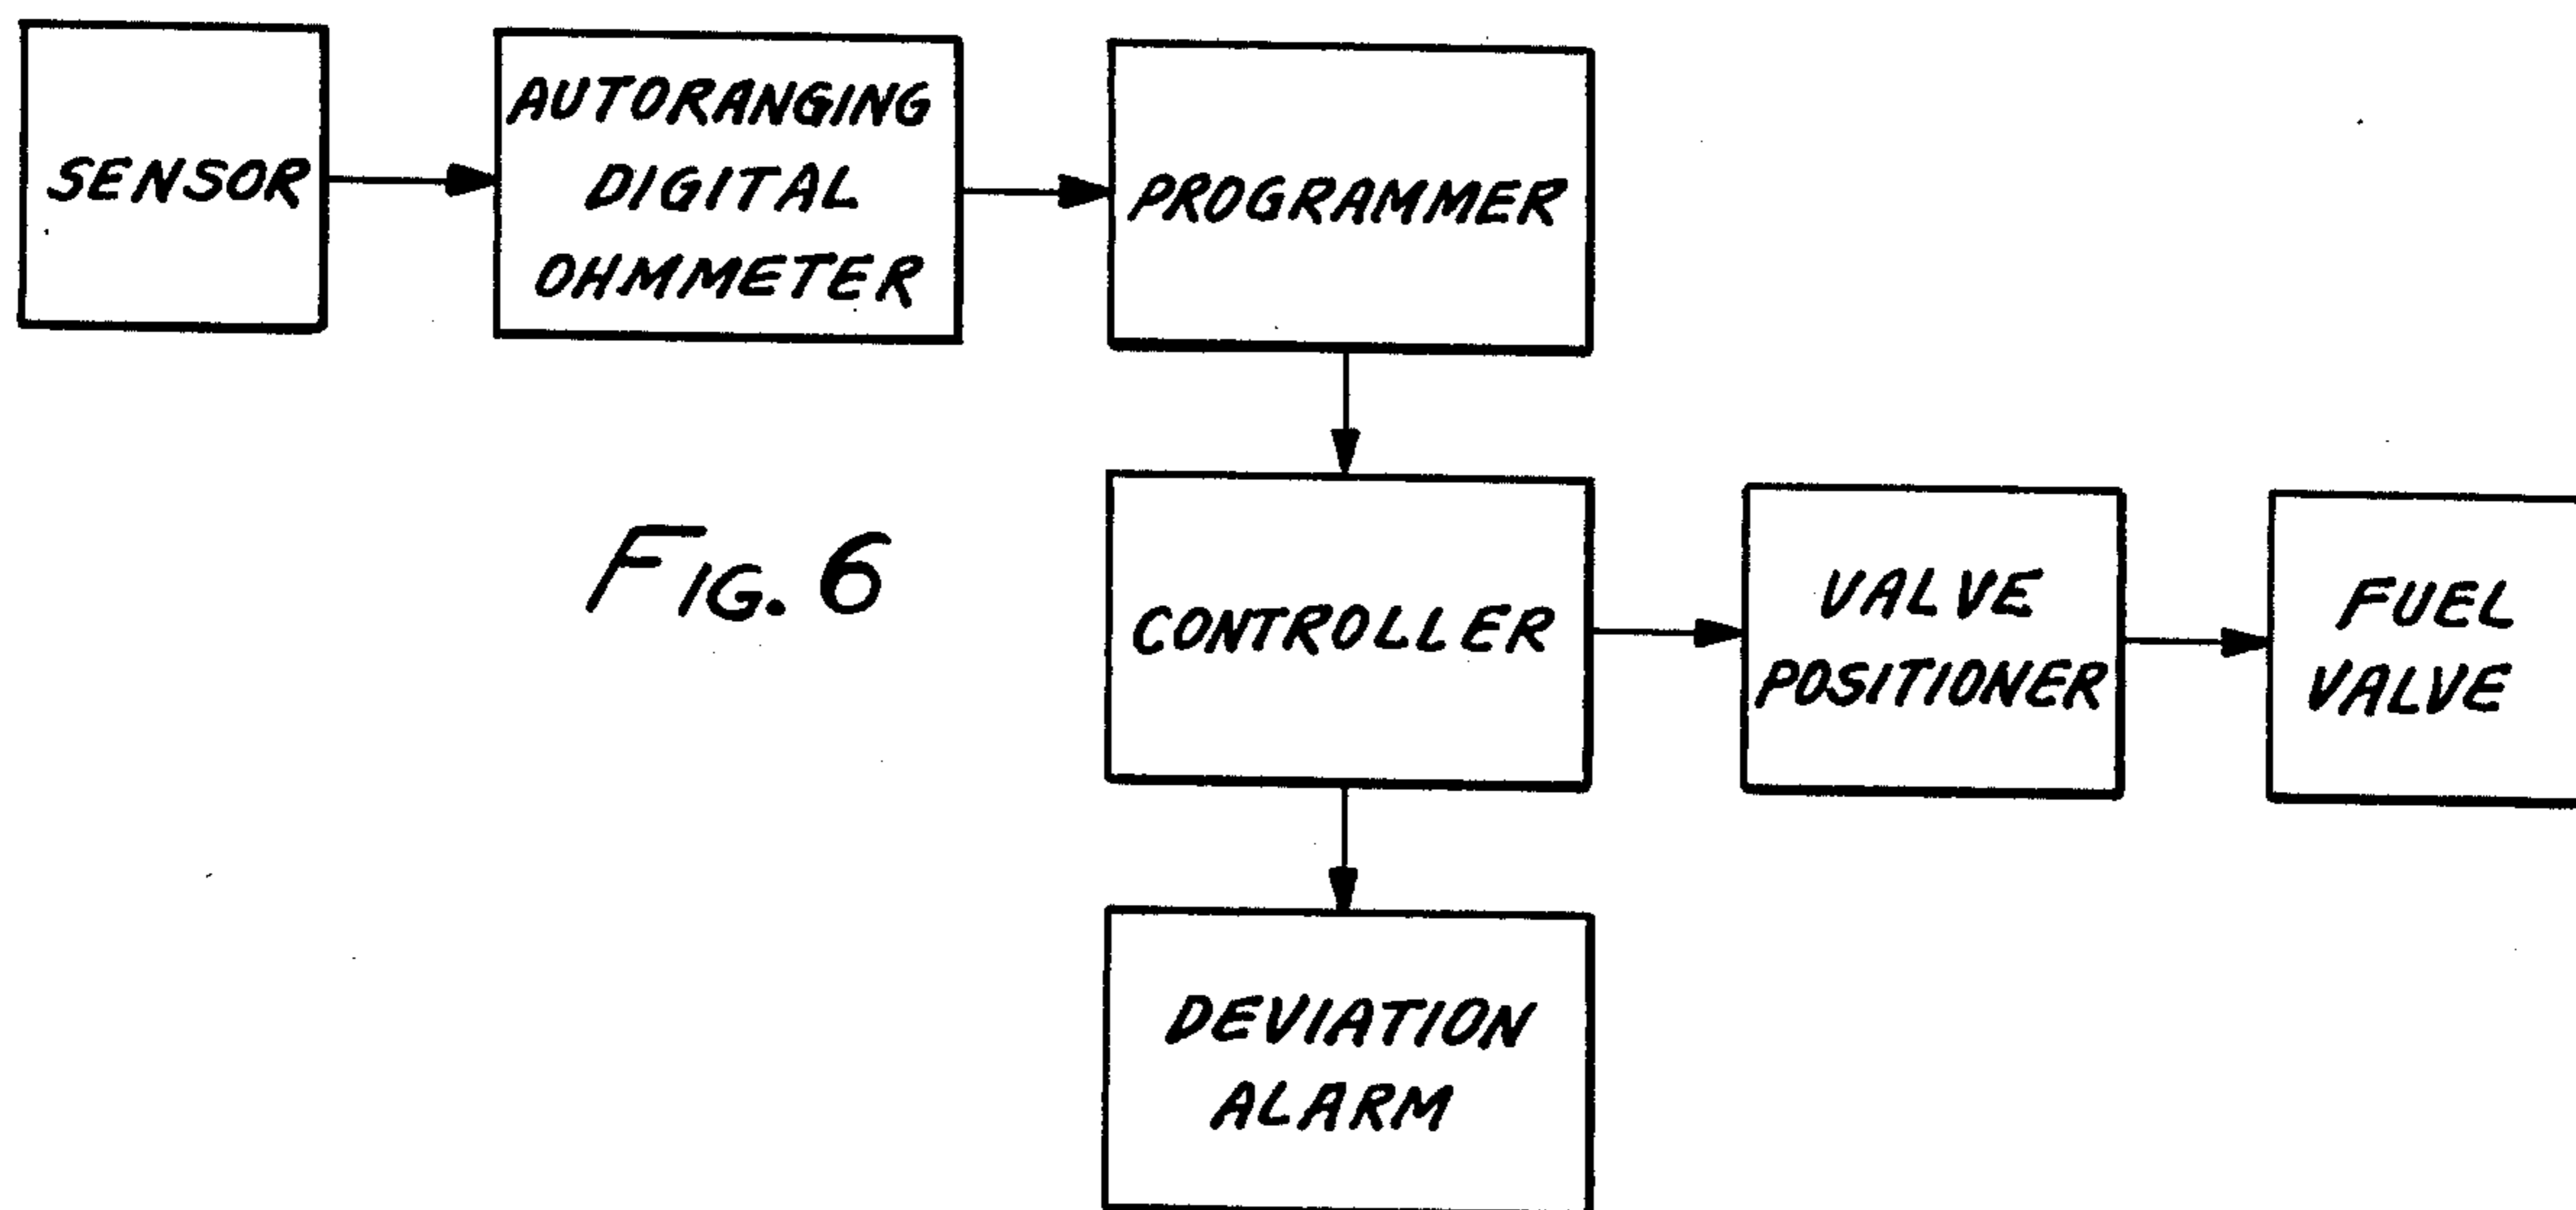 SENSOR
AUTORANGING
DIGITAL
OHMMETER
PROGRAMMER
FIG. 6
CONTROLLER
VALVE
POSITIONER
FUEL
VALVE
DEVIATION
ALARM